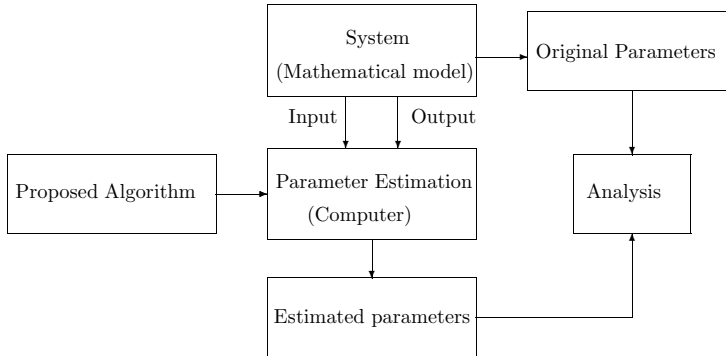 System
(Mathematical model)
Original Parameters
Input
Output
Proposed Algorithm
Parameter Estimation
(Computer)
Analysis
Estimated parameters